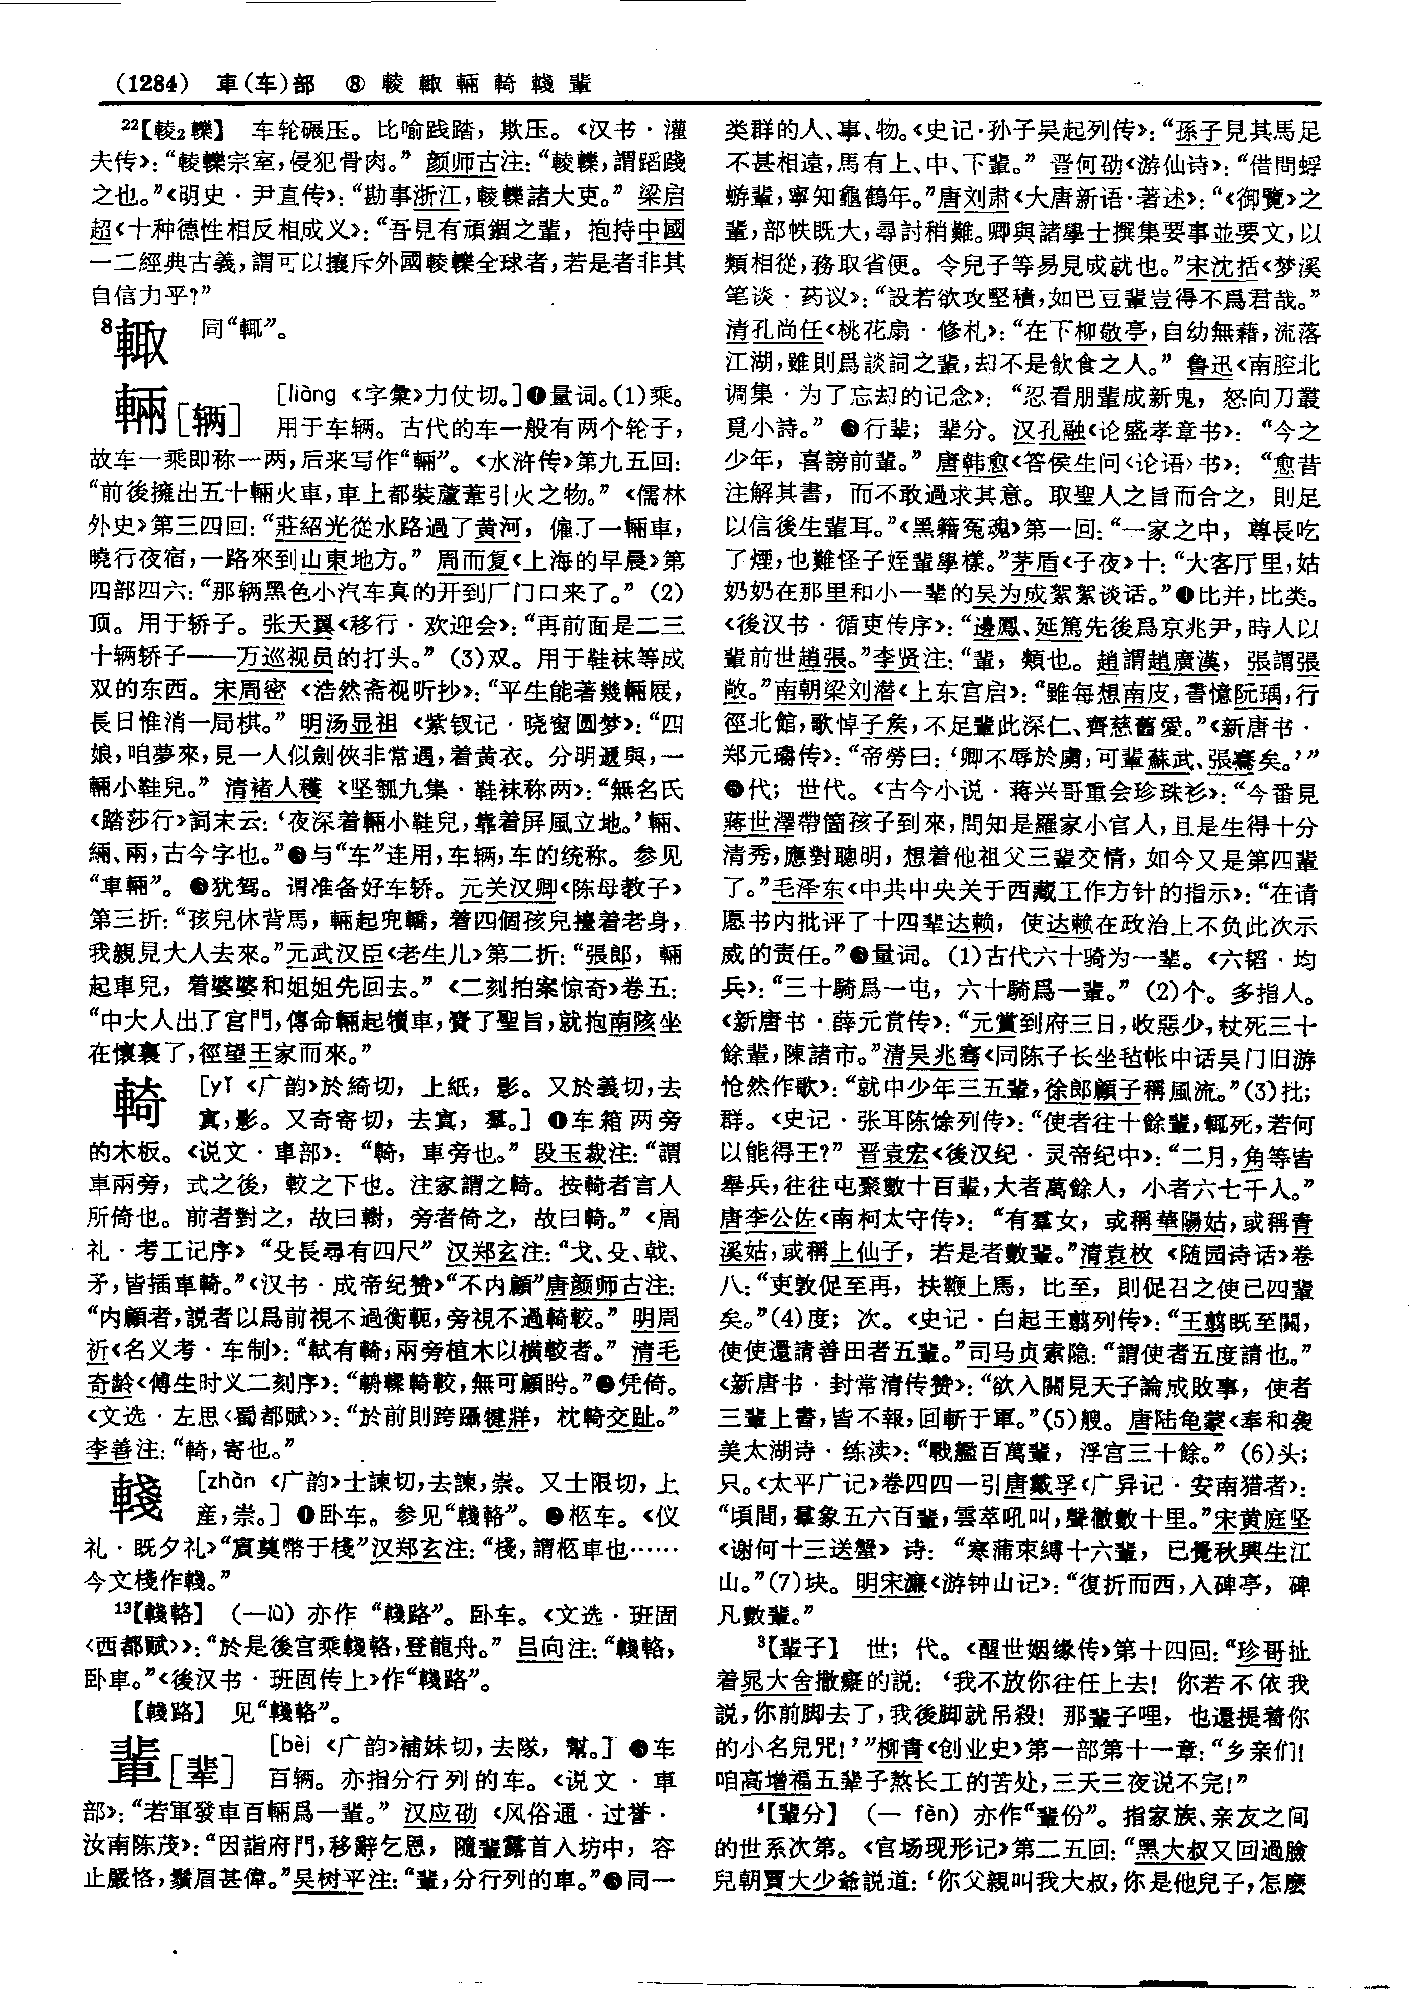 (1284) 車(车)部 ⑧ 輘 輙 輛 輢 輚 輩
22【輘2轢】 车轮碾压。比喻践踏，欺压。《汉书·灌
夫传》：“輘轢宗室，侵犯骨肉。” 颜师古注：“輘轢，謂蹈踐
之也。”《明史·尹直传》：“勘事浙江，輘轢諸大吏。” 梁启
超《十种德性相反相成义》：“吾見有頑錮之輩，抱持中國
一二經典古義，謂可以攘斥外國輘轢全球者，若是者非其
自信力乎？”
8輙 同“輒”。
輛[辆] [liàng 《字彙》力仗切。]❶量词。(1)乘。
用于车辆。古代的车一般有两个轮子，
故车一乘即称一两，后来写作“輛”。《水浒传》第九五回：
“前後擁出五十輛火車，車上都裝蘆葦引火之物。”《儒林
外史》第三四回：“莊紹光從水路過了黄河，僱了一輛車，
曉行夜宿，一路來到山東地方。” 周而复《上海的早晨》第
四部四六：“那辆黑色小汽车真的开到厂门口来了。” (2)
顶。用于轿子。张天翼《移行·欢迎会》：“再前面是二三
十辆轿子——万巡视员的打头。” (3)双。用于鞋袜等成
双的东西。宋周密《浩然斋视听抄》：“平生能著幾輛屐，
長日惟消一局棋。” 明汤显祖《紫钗记·晓窗圆梦》：“四
娘，咱夢來，見一人似劍俠非常遇，着黄衣。分明遞與，一
輛小鞋兒。” 清褚人穫《坚瓠九集·鞋袜称两》：“無名氏
《踏莎行》詞末云：‘夜深着輛小鞋兒，靠着屏風立地。’輛、
緉、兩，古今字也。”❷与“车”连用，车辆，车的统称。参见
“車輛”。❸犹驾。谓准备好车轿。元关汉卿《陈母教子》
第三折：“孩兒休背馬，輛起兜轎，着四個孩兒擡着老身，
我親見大人去來。”元武汉臣《老生儿》第二折：“張郎，輛
起車兒，着婆婆和姐姐先回去。”《二刻拍案惊奇》卷五：
“中大人出了宮門，傳命輛起犢車，賫了聖旨，就抱南陔坐
在懷裏了，徑望王家而來。”
輢 [yǐ 《广韵》於綺切，上紙，影。又於義切，去
寘，影。又奇寄切，去寘，羣。] ❶车箱两旁
的木板。《说文·車部》：“輢，車旁也。” 段玉裁注：“謂
車兩旁，式之後，較之下也。注家謂之輢。按輢者言人
所倚也。前者對之，故曰轛，旁者倚之，故曰輢。”《周
礼·考工记序》“殳長尋有四尺”汉郑玄注：“戈、殳、戟、
矛，皆插車輢。”《汉书·成帝纪赞》“不内顧”唐颜师古注：
“内顧者，説者以爲前視不過衡軛，旁視不過輢較。” 明周
祈《名义考·车制》：“軾有輢，兩旁植木以横較者。” 清毛
奇龄《傅生时义二刻序》：“輣轈輢較，無可顧盻。”❷凭倚。
《文选·左思〈蜀都赋〉》：“於前則跨躡犍牂，枕輢交趾。”
李善注：“輢，寄也。”
輚 [zhàn 《广韵》士諫切，去諫，崇。又士限切，上
産，崇。] ❶卧车。参见“輚輅”。❷柩车。《仪
礼·既夕礼》“賓奠幣于棧”汉郑玄注：“棧，謂柩車也……
今文棧作輚。”
13【輚輅】 (—lù) 亦作“輚路”。卧车。《文选·班固
〈西都赋〉》：“於是後宫乘輚輅，登龍舟。” 吕向注：“輚輅，
卧車。”《後汉书·班固传上》作“輚路”。
【輚路】 见“輚輅”。
輩[辈] [bèi 《广韵》補妹切，去隊，幫。] ❶车
百辆。亦指分行列的车。《说文·車
部》：“若軍發車百輛爲一輩。” 汉应劭《风俗通·过誉·
汝南陈茂》：“因詣府門，移辭乞恩，隨輩露首入坊中，容
止嚴恪，鬚眉甚偉。”吴树平注：“輩，分行列的車。”❷同一
类群的人、事、物。《史记·孙子吴起列传》：“孫子見其馬足
不甚相遠，馬有上、中、下輩。” 晋何劭《游仙诗》：“借問蜉
蝣輩，寧知龜鶴年。”唐刘肃《大唐新语·著述》：“《御覽》之
輩，部帙既大，尋討稍難。卿與諸學士撰集要事並要文，以
類相從，務取省便。令兒子等易見成就也。”宋沈括《梦溪
笔谈·药议》：“設若欲攻堅積，如巴豆輩豈得不爲君哉。”
清孔尚任《桃花扇·修札》：“在下柳敬亭，自幼無藉，流落
江湖，雖則爲談詞之輩，却不是飲食之人。” 鲁迅《南腔北
调集·为了忘却的记念》：“忍看朋輩成新鬼，怒向刀叢
覓小詩。” ❸行辈；辈分。汉孔融《论盛孝章书》：“今之
少年，喜謗前輩。” 唐韩愈《答侯生问〈论语〉书》：“愈昔
注解其書，而不敢過求其意。取聖人之旨而合之，則足
以信後生輩耳。”《黑籍冤魂》第一回：“一家之中，尊長吃
了煙，也難怪子姪輩學樣。”茅盾《子夜》十：“大客厅里，姑
奶奶在那里和小一辈的吴为成絮絮谈话。”❹比并，比类。
《後汉书·循吏传序》：“邊鳳、延篤先後爲京兆尹，時人以
輩前世趙張。”李贤注：“輩，類也。趙謂趙廣漢，張謂張
敞。”南朝梁刘潜《上东宫启》：“雖每想南皮，書憶阮瑀，行
徑北館，歌悼子矦，不足輩此深仁、齊慈舊愛。”《新唐书·
郑元璹传》：“帝勞曰：‘卿不辱於虜，可輩蘇武、張騫矣。’”
❺代；世代。《古今小说·蒋兴哥重会珍珠衫》：“今番見
蔣世澤帶箇孩子到來，問知是羅家小官人，且是生得十分
清秀，應對聰明，想着他祖父三輩交情，如今又是第四輩
了。”毛泽东《中共中央关于西藏工作方针的指示》：“在请
愿书内批评了十四辈达赖，使达赖在政治上不负此次示
威的责任。”❻量词。(1)古代六十骑为一辈。《六韬·均
兵》：“三十騎爲一屯，六十騎爲一輩。” (2)个。多指人。
《新唐书·薛元赏传》：“元賞到府三日，收惡少，杖死三十
餘輩，陳諸市。”清吴兆骞《同陈子长坐毡帐中话吴门旧游
怆然作歌》：“就中少年三五輩，徐郎顧子稱風流。”(3)批；
群。《史记·张耳陈馀列传》：“使者往十餘輩，輒死，若何
以能得王？” 晋袁宏《後汉纪·灵帝纪中》：“二月，角等皆
舉兵，往往屯聚數十百輩，大者萬餘人，小者六七千人。”
唐李公佐《南柯太守传》：“有羣女，或稱華陽姑，或稱青
溪姑，或稱上仙子，若是者數輩。”清袁枚《随园诗话》卷
八：“吏敦促至再，扶鞭上馬，比至，則促召之使已四輩
矣。”(4)度；次。《史记·白起王翦列传》：“王翦既至關，
使使還請善田者五輩。”司马贞索隐：“謂使者五度請也。”
《新唐书·封常清传赞》：“欲入關見天子論成敗事，使者
三輩上書，皆不報，回斬于軍。”(5)艘。唐陆龟蒙《奉和袭
美太湖诗·练渎》：“戰艦百萬輩，浮宫三十餘。” (6)头；
只。《太平广记》卷四四一引唐戴孚《广异记·安南猎者》：
“頃間，羣象五六百輩，雲萃吼叫，聲徹數十里。”宋黄庭坚
《谢何十三送蟹》诗：“寒蒲束縛十六輩，已覺秋興生江
山。”(7)块。明宋濂《游钟山记》：“復折而西，入碑亭，碑
凡數輩。”
3【輩子】 世；代。《醒世姻缘传》第十四回：“珍哥扯
着晁大舍撒癡的説：‘我不放你往任上去！你若不依我
説，你前脚去了，我後脚就吊殺！那輩子哩，也還提着你
的小名兒咒！’”柳青《创业史》第一部第十一章：“乡亲们！
咱高增福五辈子熬长工的苦处，三天三夜说不完！”
4【輩分】 (一 fèn) 亦作“輩份”。指家族、亲友之间
的世系次第。《官场现形记》第二五回：“黑大叔又回過臉
兒朝賈大少爺説道：‘你父親叫我大叔，你是他兒子，怎麽